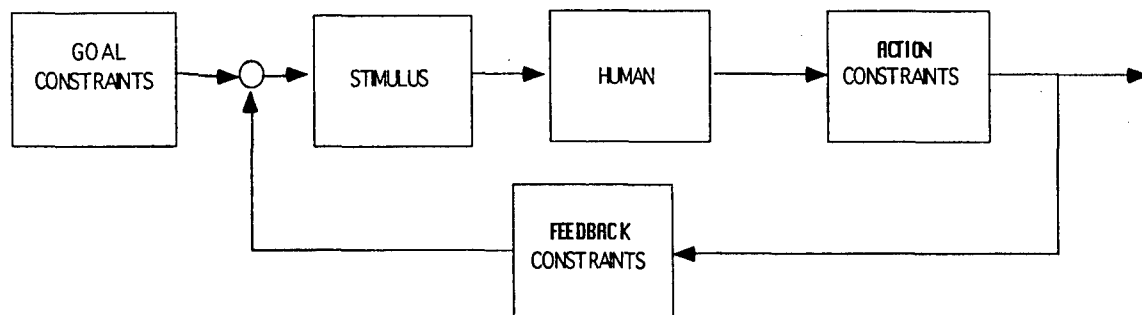 GOAL
CONSTRAINTS
STIMULUS
HUMAN
ACTION
CONSTRAINTS
FEEDBACK
CONSTRAINTS